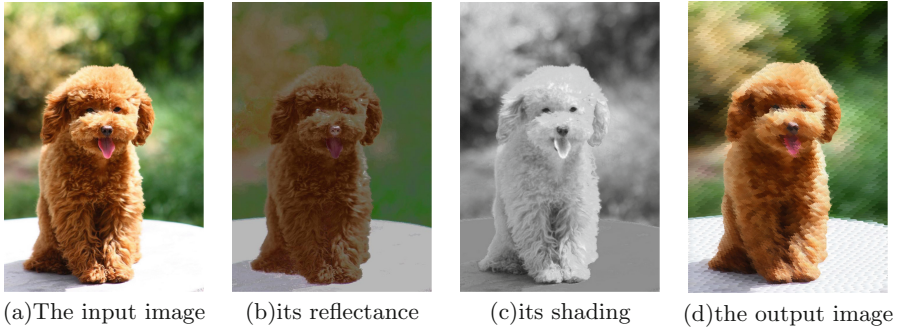 (a)The input image
(b)its reflectance
(c)its shading
(d)the output image